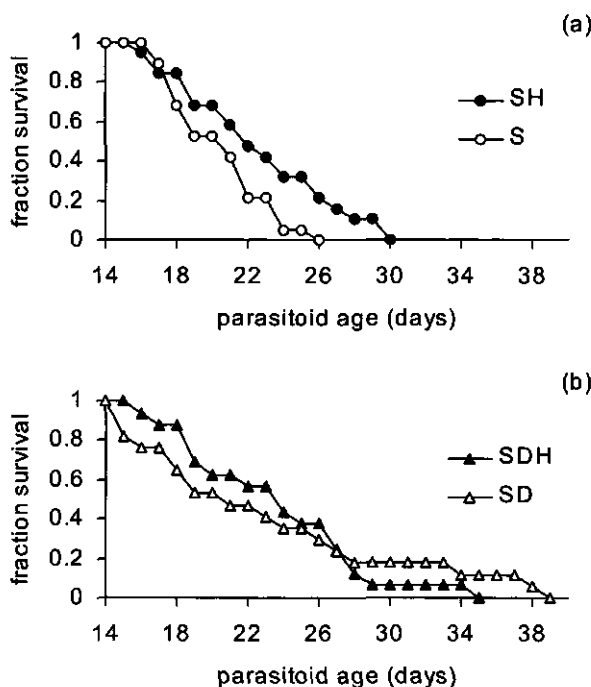 (a)
1
0.8
0.6
0.4
0.2
0
fraction survival
SH
S
14 18 22 26 30 34 38
parasitoid age (days)
(b)
1
0.8
0.6
0.4
0.2
0
fraction survival
SDH
SD
14 18 22 26 30 34 38
parasitoid age (days)